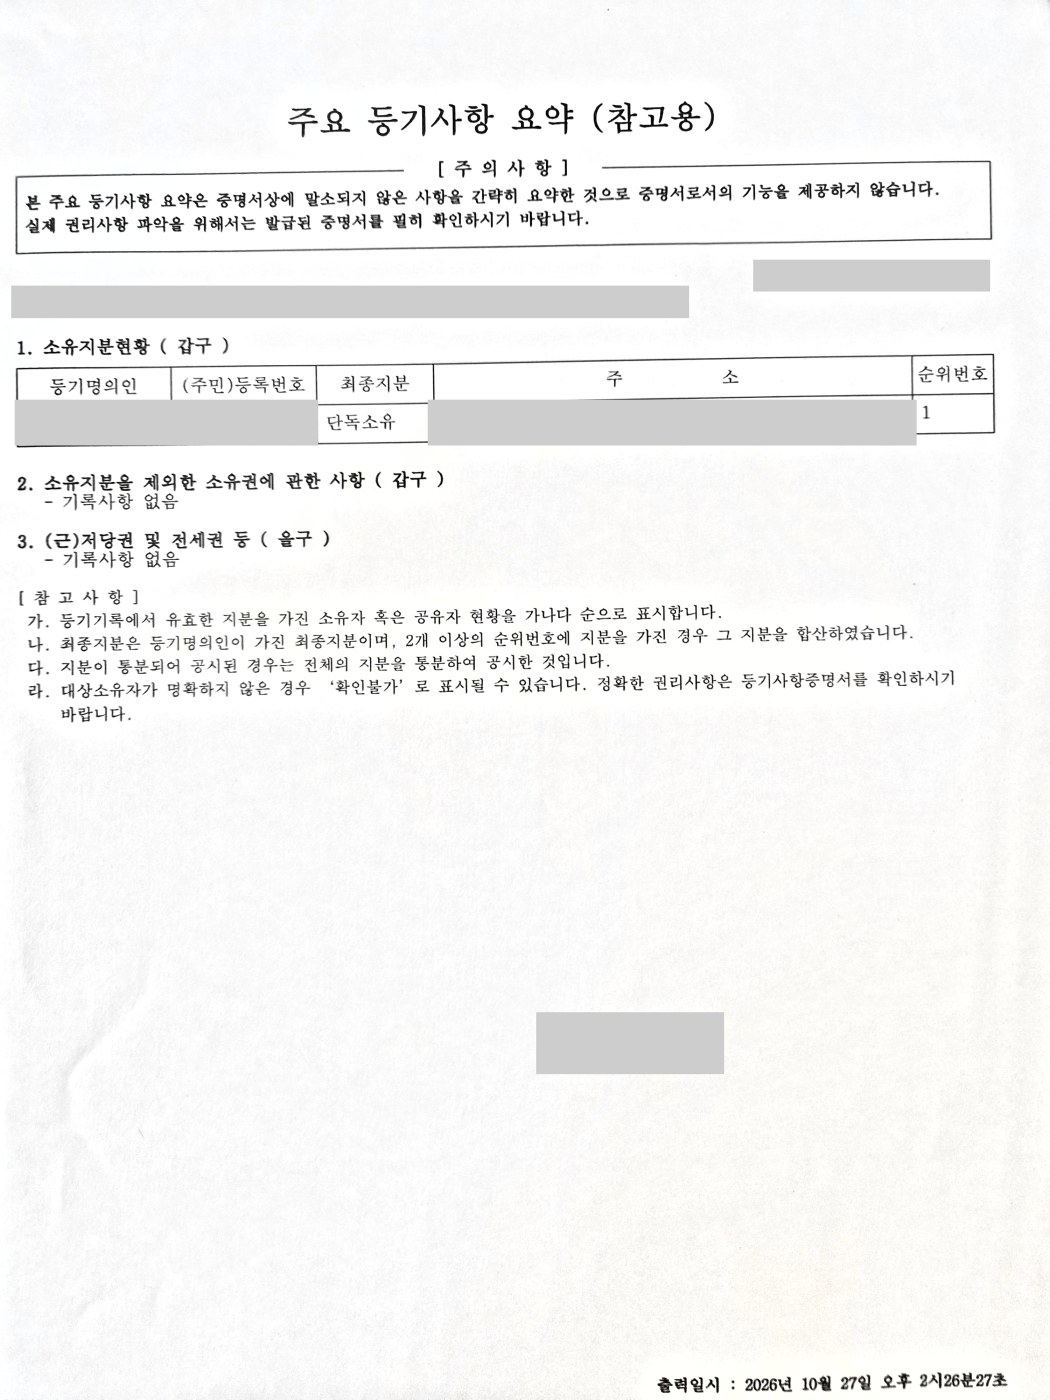 주요 등기사항 요약 (참고용)
[ 주 의 사 항 ]
본 주요 등기사항 요약은 증명서상에 말소되지 않은 사항을 간략히 요약한 것으로 증명서로서의 기능을 제공하지 않습니다.
실제 권리사항 파악을 위해서는 발급된 증명서를 필히 확인하시기 바랍니다.
1. 소유지분현황 ( 갑구 )
등기명의인 (주민)등록번호 최종지분 주 소 순위번호
단독소유 1
2. 소유지분을 제외한 소유권에 관한 사항 ( 갑구 )
- 기록사항 없음
3. (근)저당권 및 전세권 등 ( 을구 )
- 기록사항 없음
[ 참 고 사 항 ]
가. 등기기록에서 유효한 지분을 가진 소유자 혹은 공유자 현황을 가나다 순으로 표시합니다.
나. 최종지분은 등기명의인이 가진 최종지분이며, 2개 이상의 순위번호에 지분을 가진 경우 그 지분을 합산하였습니다.
다. 지분이 통분되어 공시된 경우는 전체의 지분을 통분하여 공시한 것입니다.
라. 대상소유자가 명확하지 않은 경우 ‘확인불가’ 로 표시될 수 있습니다. 정확한 권리사항은 등기사항증명서를 확인하시기
바랍니다.
출력일시 : 2026년 10월 27일 오후 2시26분27초